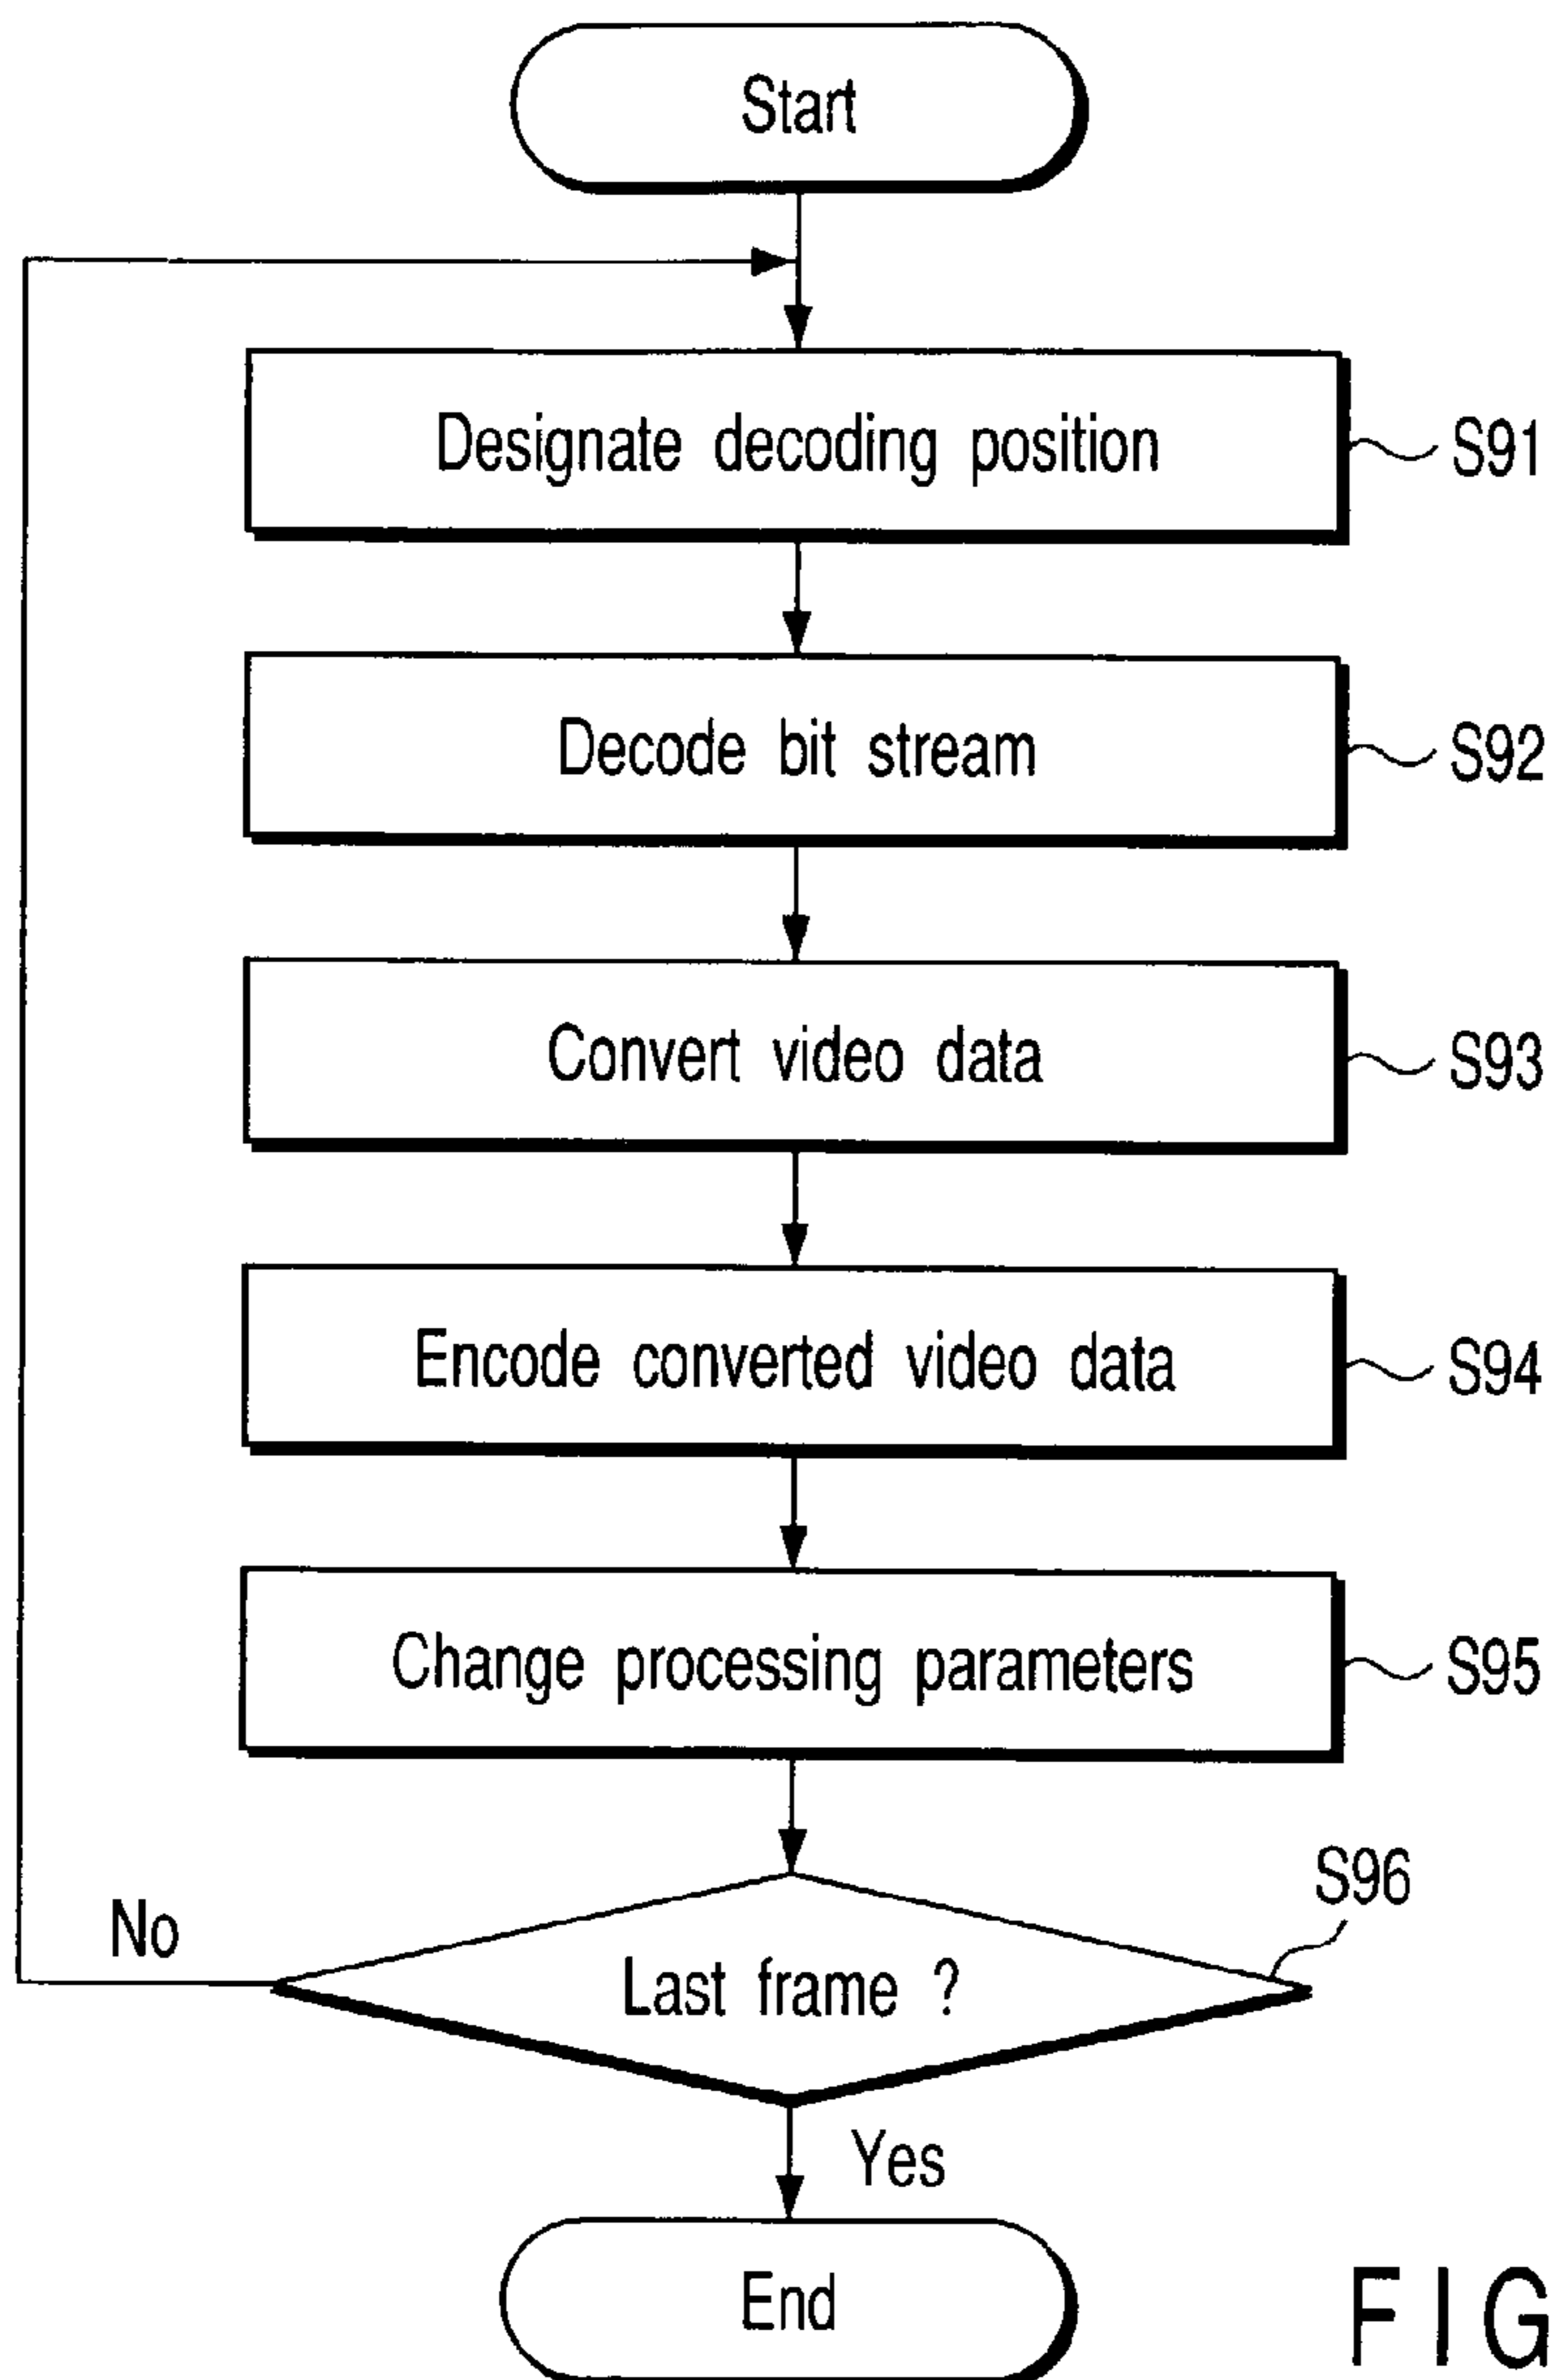 Start
Designate decoding position
S91
Decode bit stream
S92
Convert video data
S93
Encode converted video data
S94
Change processing parameters
S95
S96
No
Last frame ?
Yes
End
FIG